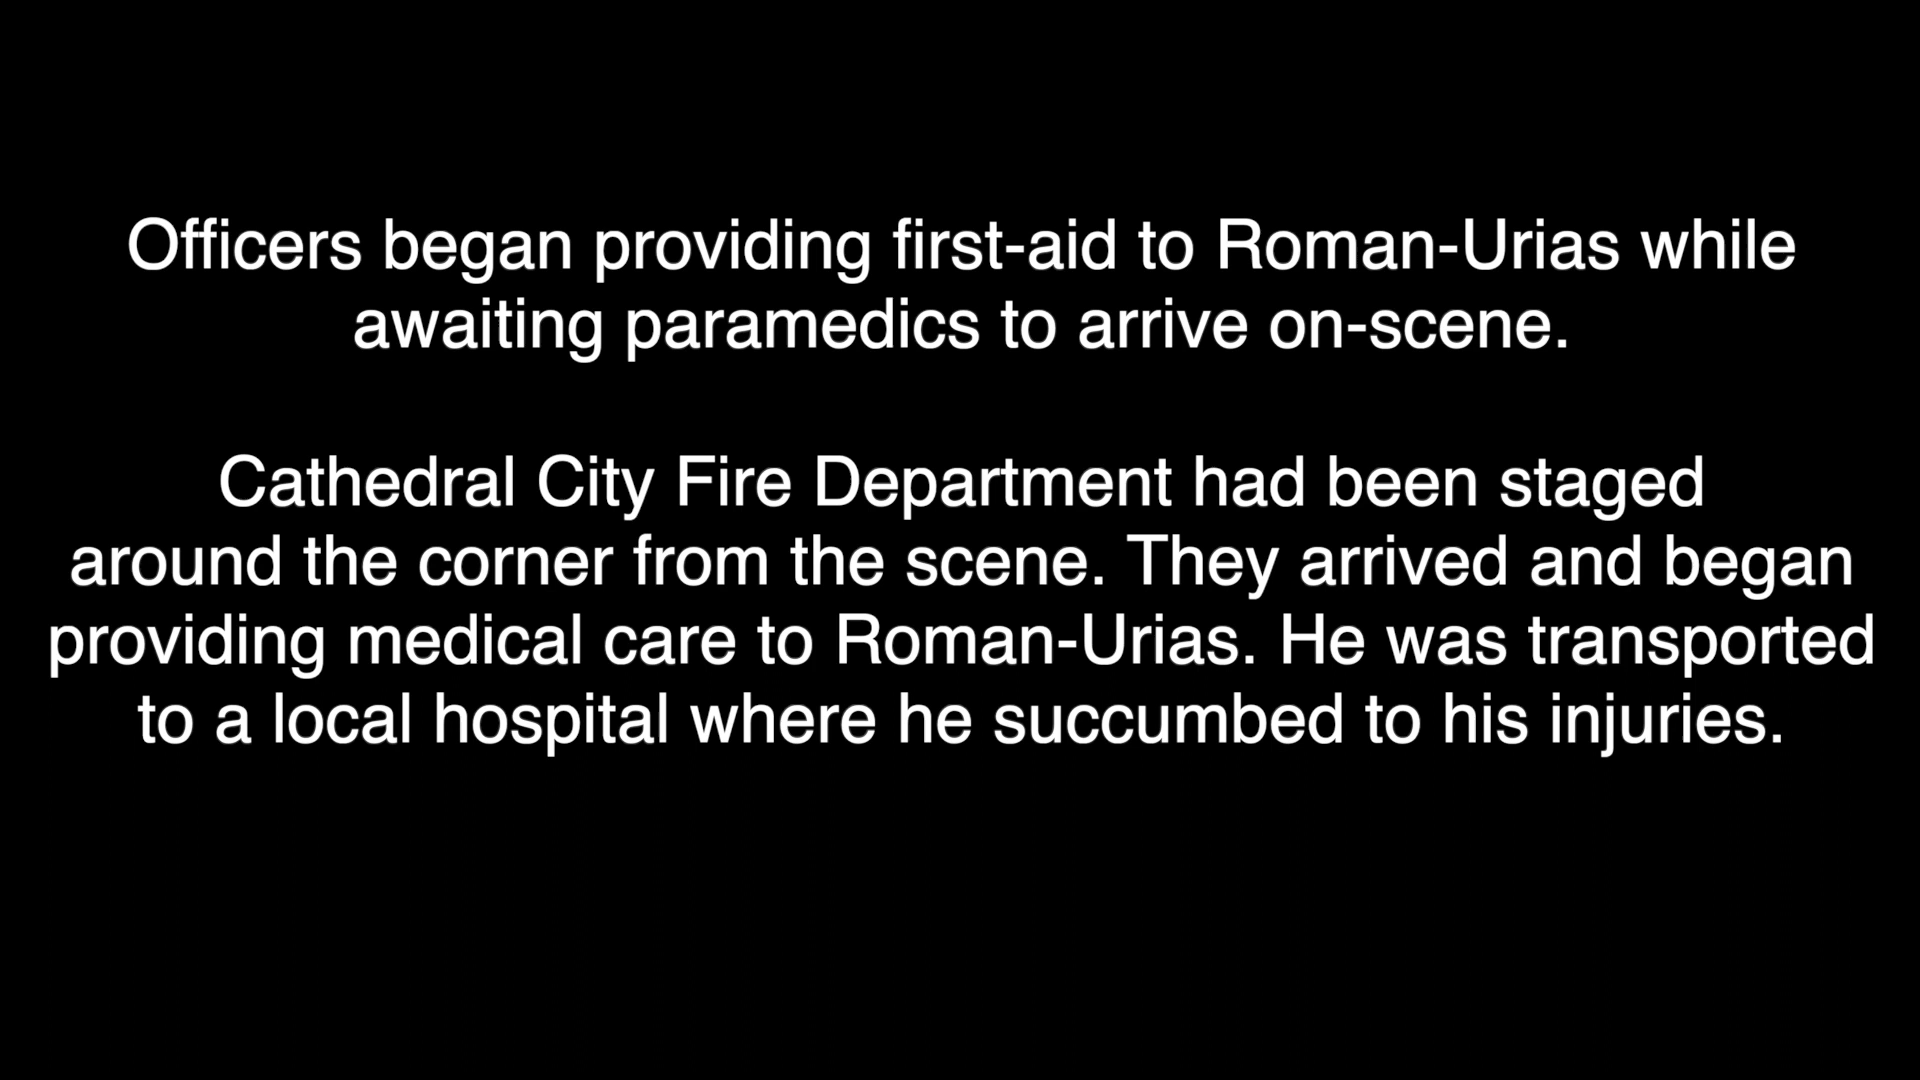 Officers began providing first-aid to Roman-Urias while
awaiting paramedics to arrive on-scene.
Cathedral City Fire Department had been staged
around the corner from the scene. They arrived and began
providing medical care to Roman-Urias. He was transported
to a local hospital where he succumbed to his injuries.